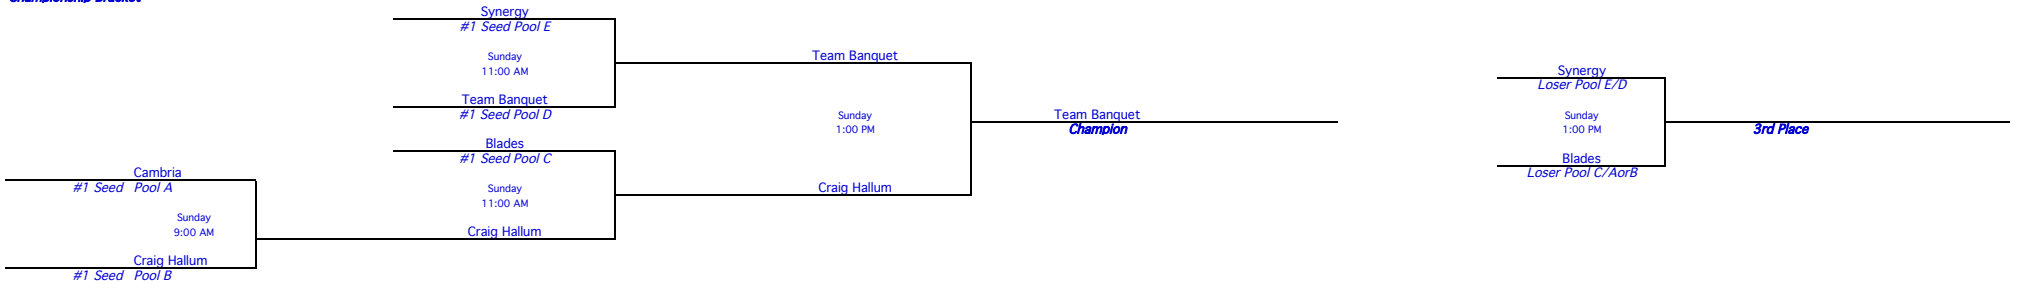 Championship Bracket
Synergy
#1 Seed Pool E
Sunday
11:00 AM
Team Banquet
#1 Seed Pool D
Blades
#1 Seed Pool C
Sunday
11:00 AM
Craig Hallum
Cambria
#1 Seed Pool A
Sunday
9:00 AM
Craig Hallum
#1 Seed Pool B
Team Banquet
Sunday
1:00 PM
Craig Hallum
Team Banquet
Champion
Synergy
Loser Pool E/D
Sunday
1:00 PM
Blades
Loser Pool C/AorB
3rd Place